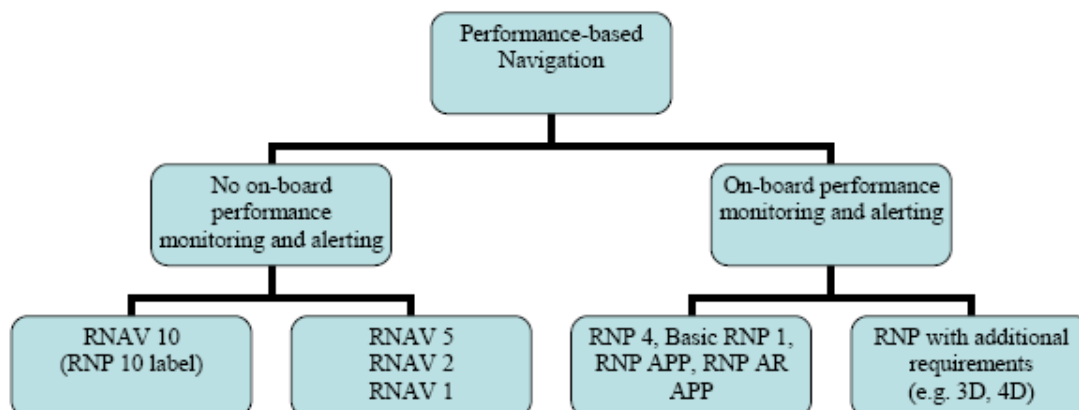 Performance-based
Navigation
No on-board
performance
monitoring and alerting
On-board performance
monitoring and alerting
RNAV 10
(RNP 10 label)
RNAV 5
RNAV 2
RNAV 1
RNP 4, Basic RNP 1,
RNP APP, RNP AR
APP
RNP with additional
requirements
(e.g. 3D, 4D)